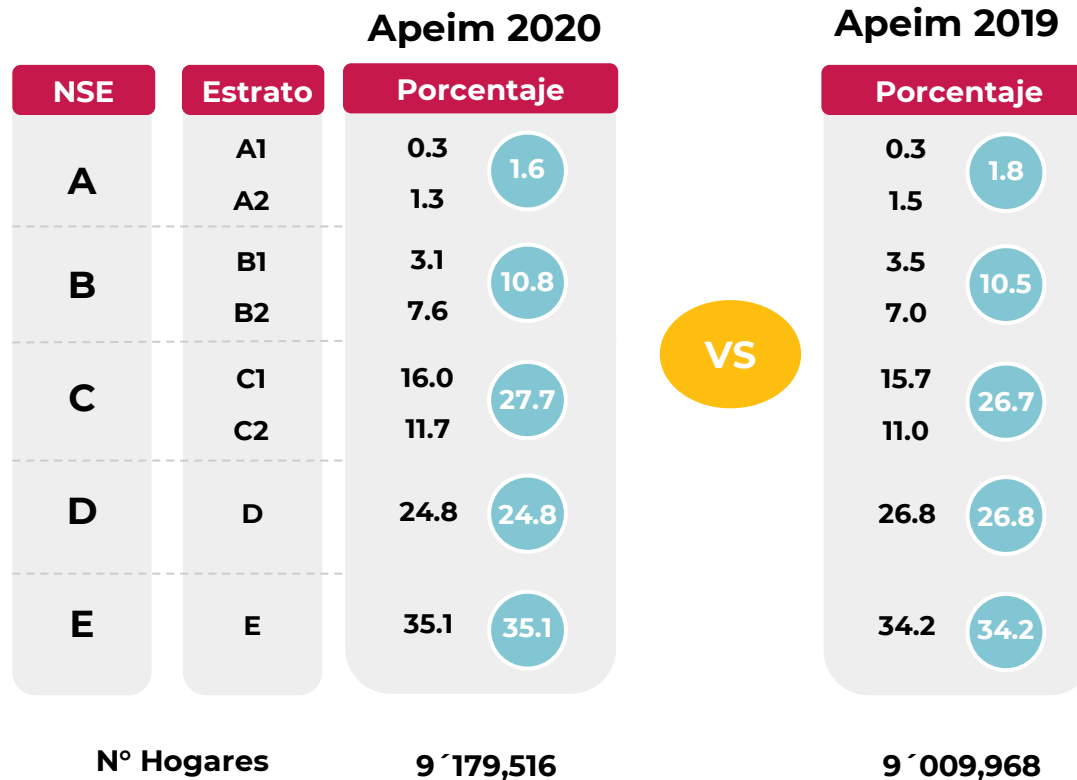 Apeim 2020 Apeim 2019
NSE Estrato Porcentaje Porcentaje
A1 0.3 0.3
A 1.6 1.8
A2 1.3 1.5
B1 3.1 3.5
B 10.8 10.5
B2 7.6 7.0
VS
C1 16.0 15.7
C 27.7 26.7
C2 11.7 11.0
D D 24.8 24.8 26.8 26.8
E E 35.1 35.1 34.2 34.2
N° Hogares 9´179,516 9´009,968